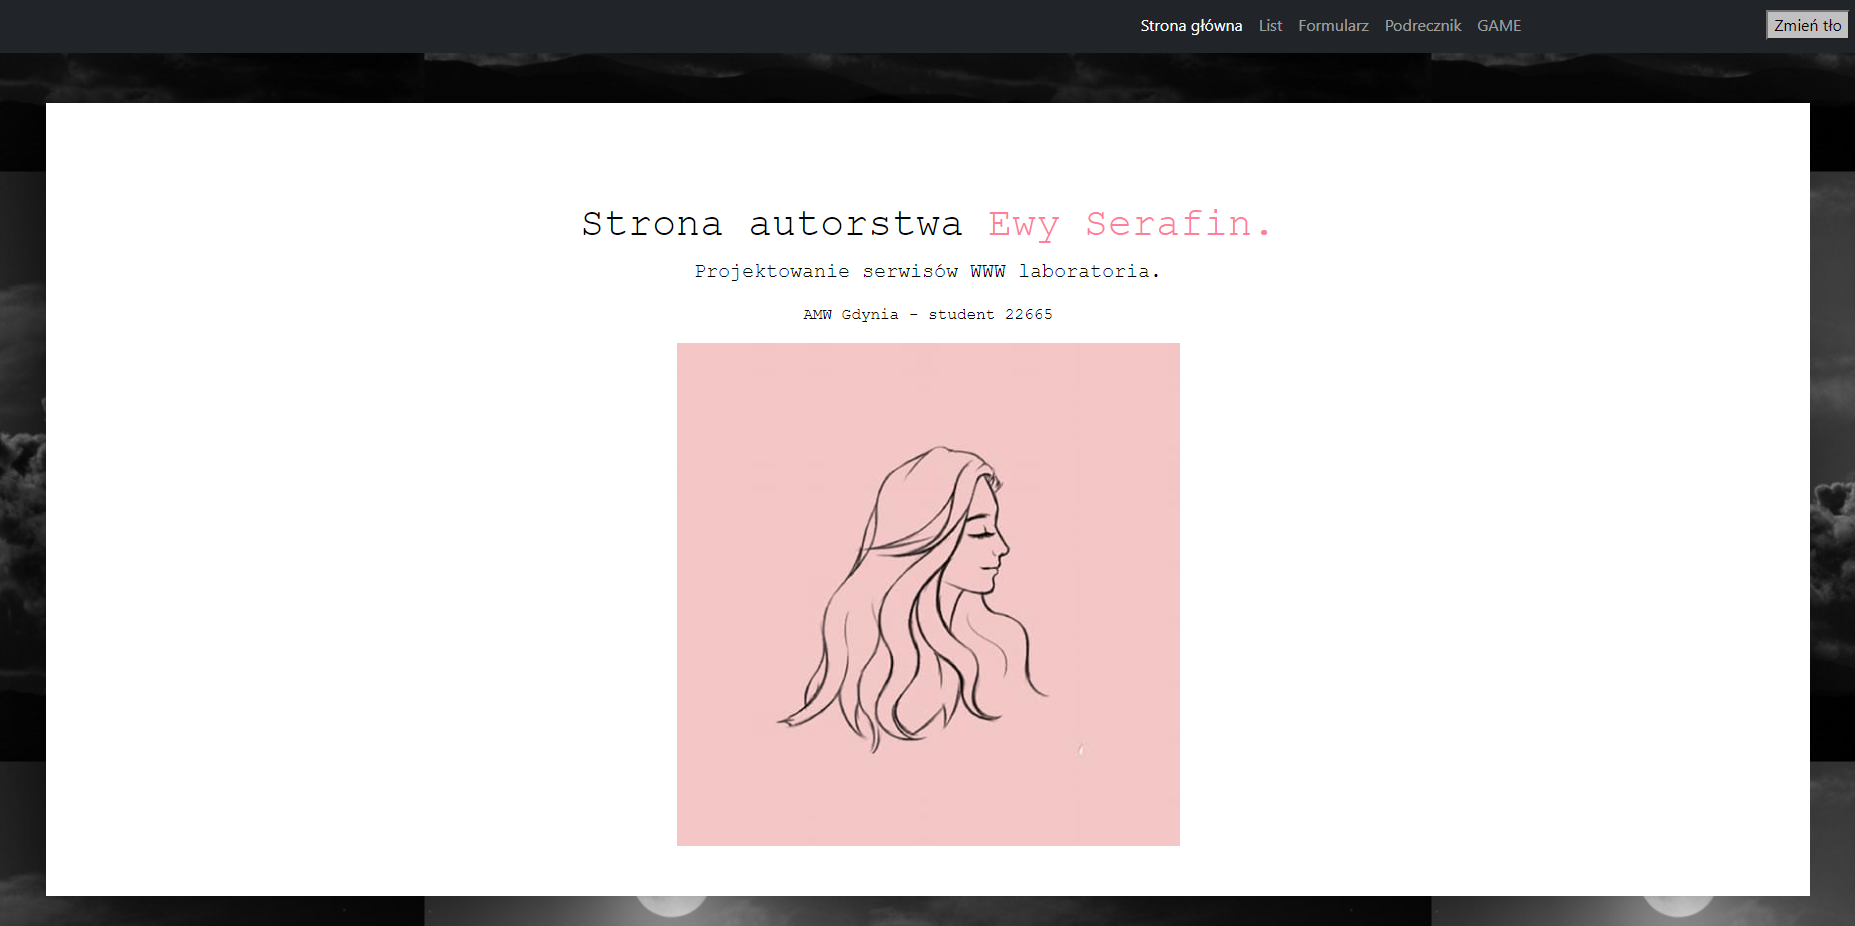 Strona główna List Formularz Podrecznik GAME Zmień tło
Strona autorstwa Ewy Serafin.
Projektowanie serwisów WWW laboratoria.
AMW Gdynia - student 22665